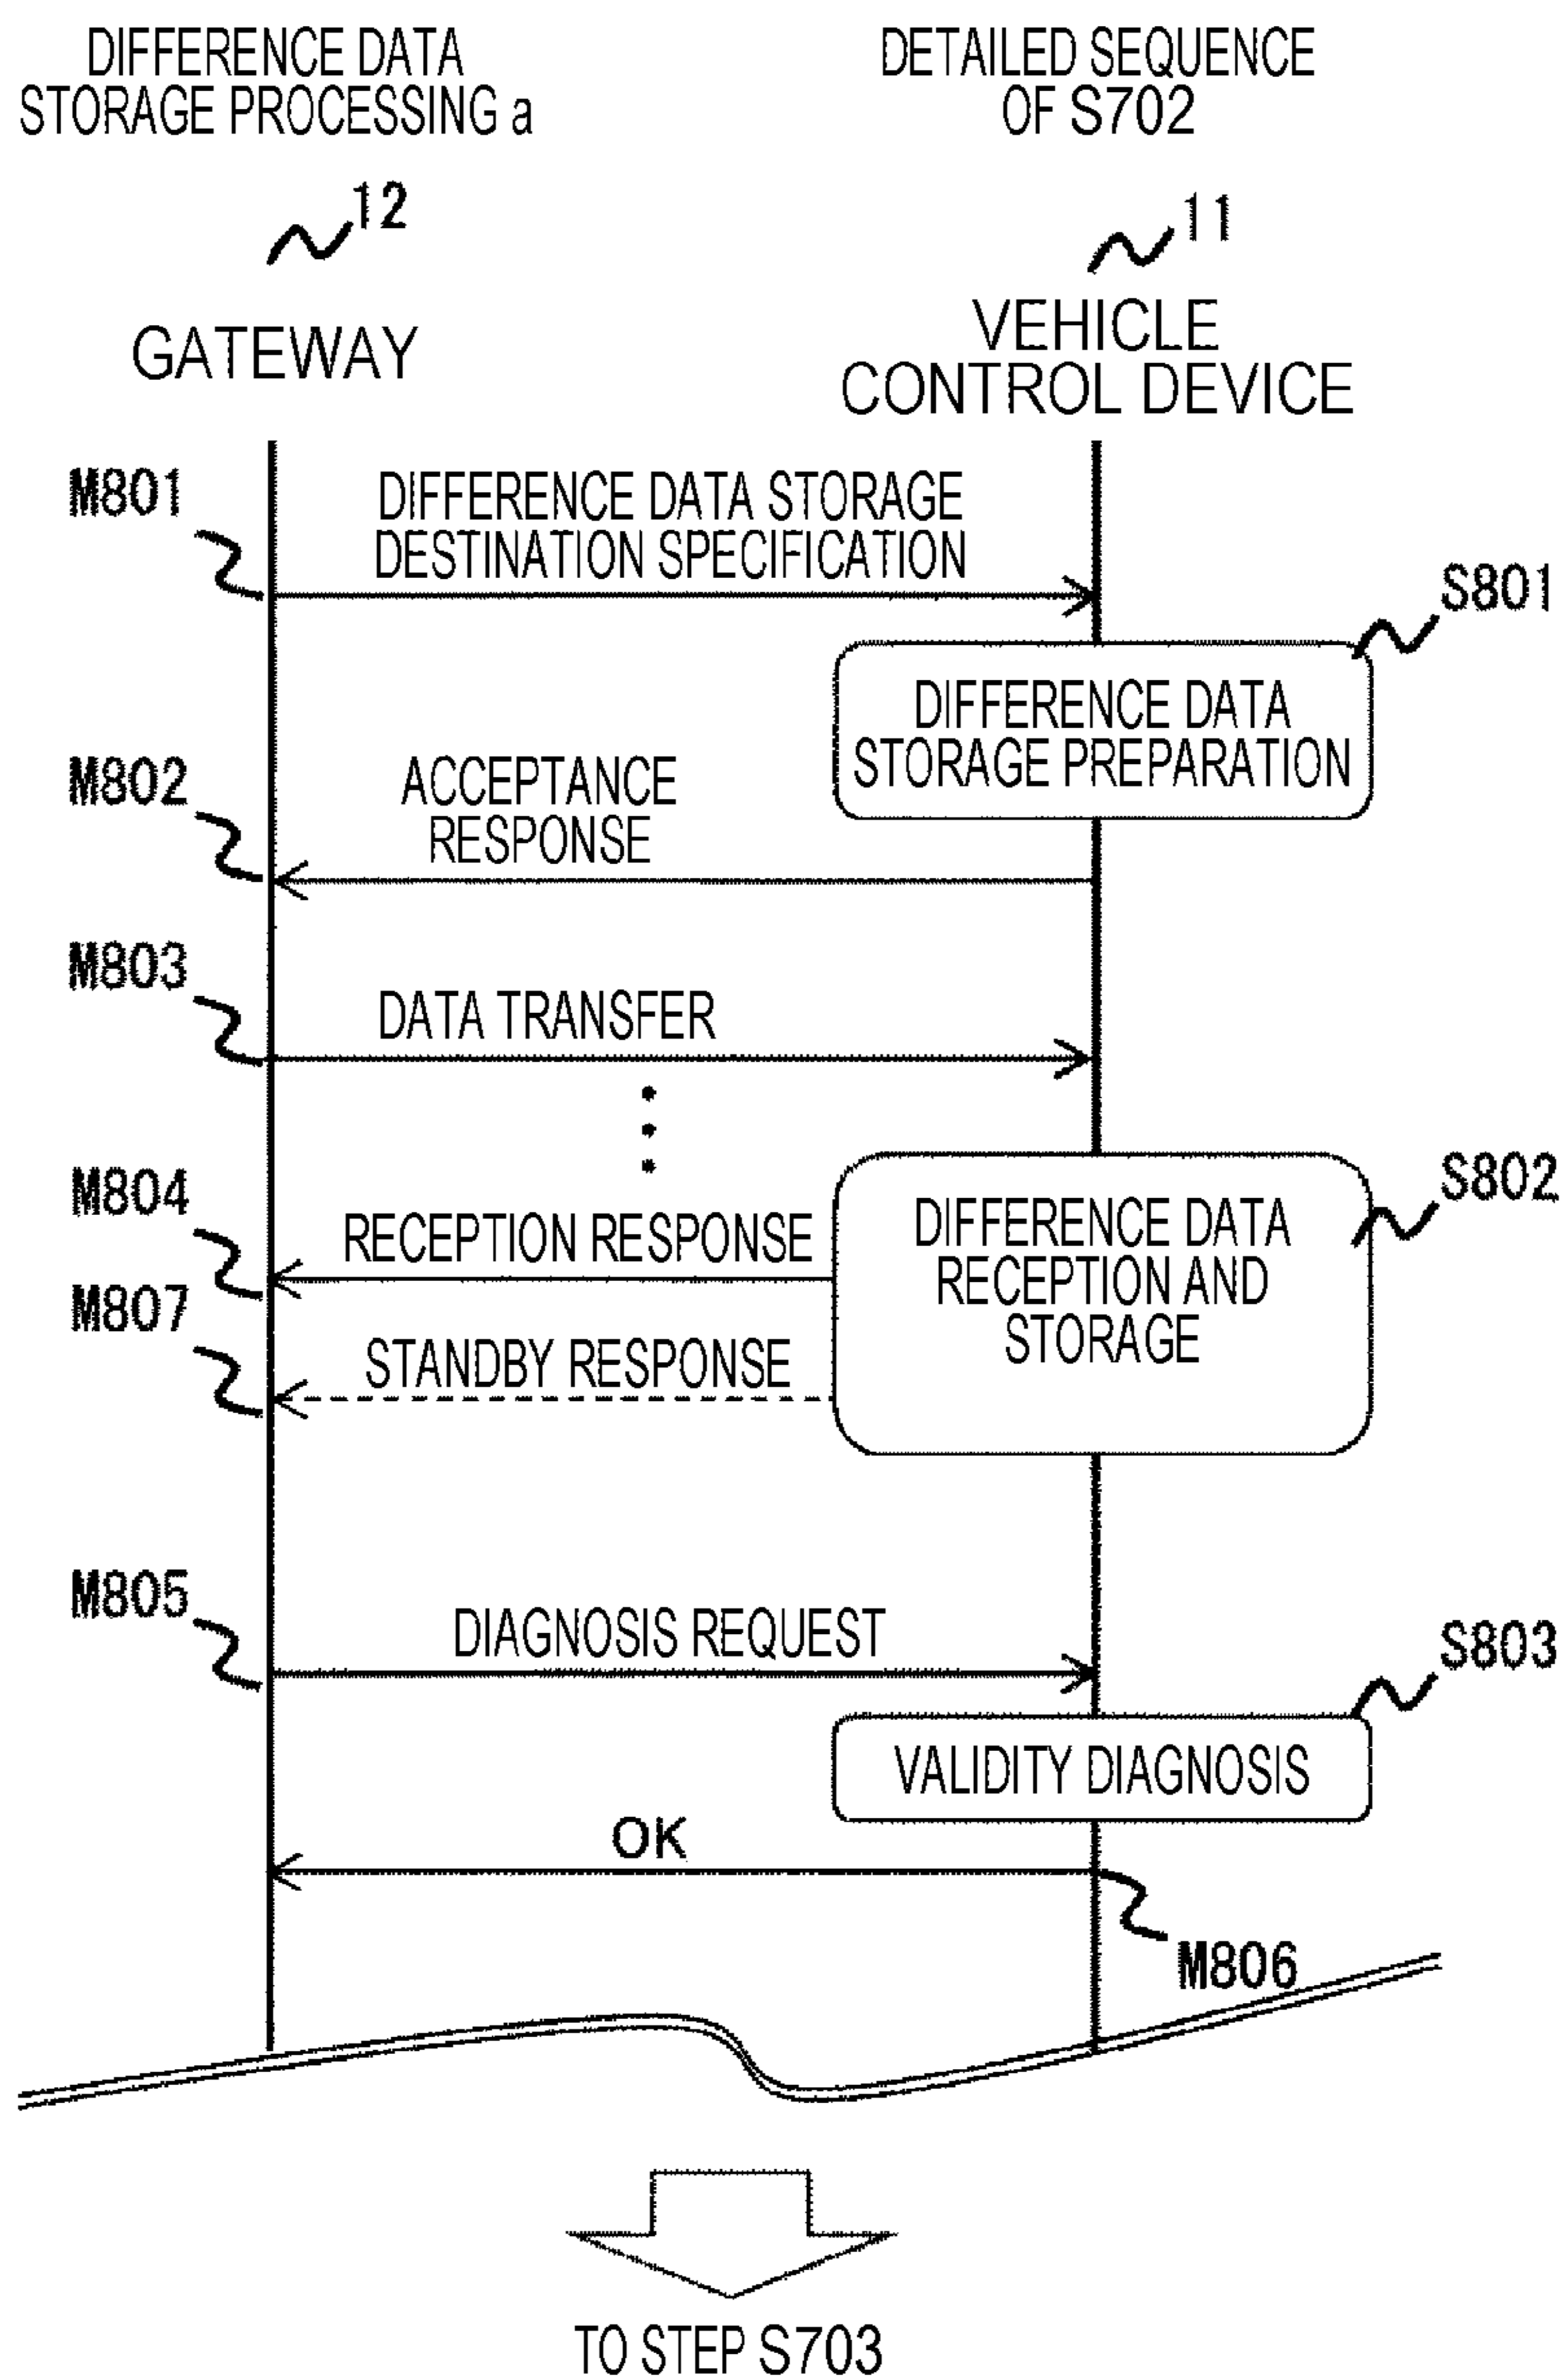 DIFFERENCE DATA
STORAGE PROCESSING a
DETAILED SEQUENCE
OF S702
12
11
GATEWAY
VEHICLE
CONTROL DEVICE
M801
DIFFERENCE DATA STORAGE
DESTINATION SPECIFICATION
S801
DIFFERENCE DATA
STORAGE PREPARATION
M802
ACCEPTANCE
RESPONSE
M803
DATA TRANSFER
M804
RECEPTION RESPONSE
S802
DIFFERENCE DATA
RECEPTION AND
STORAGE
M807
STANDBY RESPONSE
M805
DIAGNOSIS REQUEST
S803
VALIDITY DIAGNOSIS
OK
M806
TO STEP S703